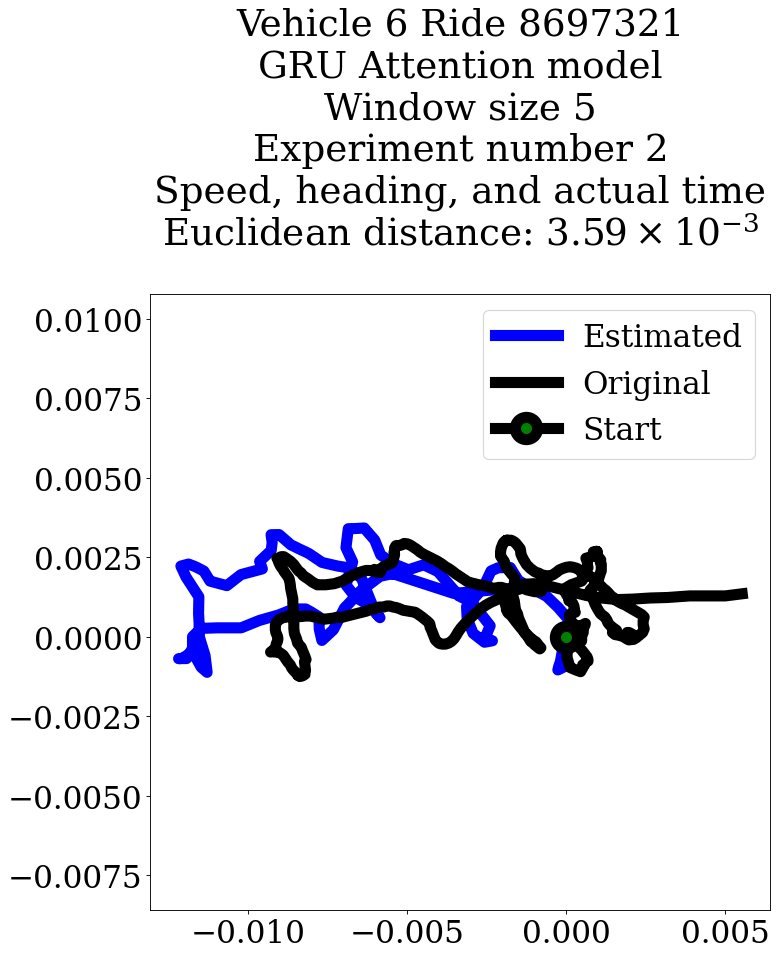 Vehicle 6 Ride 8697321
GRU Attention model
Window size 5
Experiment number 2
Speed, heading, and actual time
Euclidean distance: 3.59 × 10⁻³
Estimated
Original
Start
0.0100
0.0075
0.0050
0.0025
0.0000
−0.0025
−0.0050
−0.0075
−0.010 −0.005 0.000 0.005